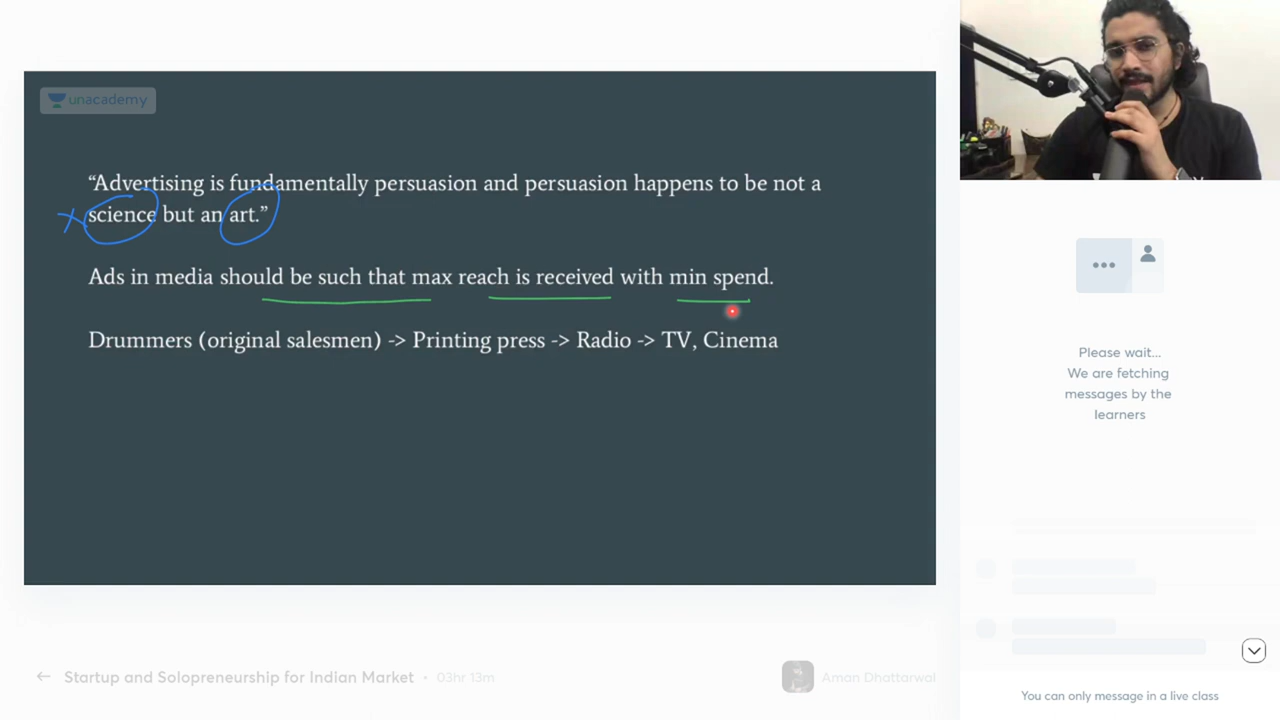 unacademy
“Advertising is fundamentally persuasion and persuasion happens to be not a
science but an art.”
Ads in media should be such that max reach is received with min spend.
Drummers (original salesmen) -> Printing press -> Radio -> TV, Cinema
Please wait...
We are fetching
messages by the
learners
← Startup and Solopreneurship for Indian Market • 03hr 13m
Aman Dhattarwal
You can only message in a live class